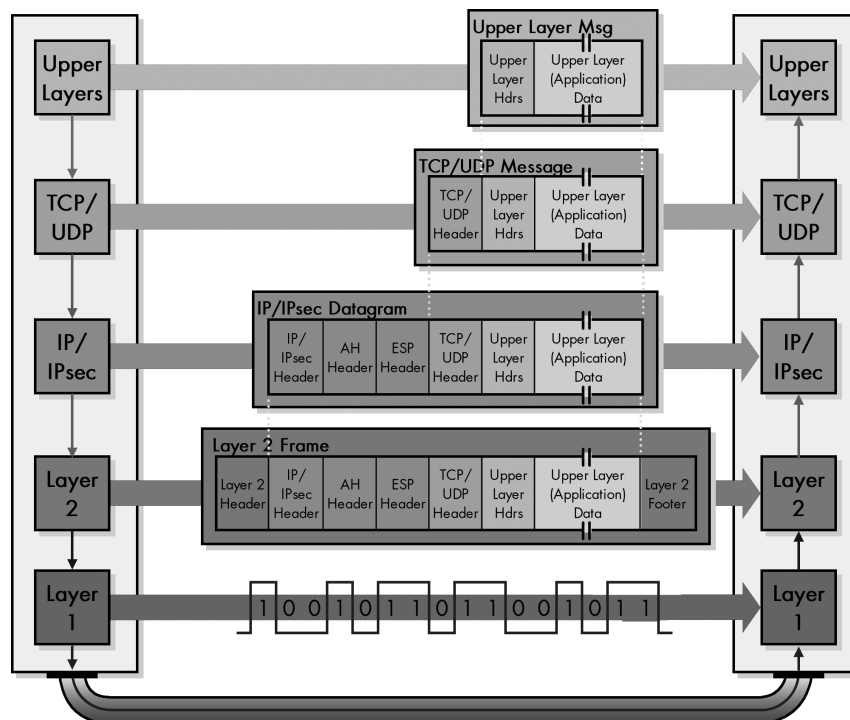 Upper Layer Msg
Upper
Layers
Upper
Layer
Hdrs
Upper Layer
(Application)
Data
Upper
Layers
TCP/UDP Message
TCP/
UDP
TCP/
UDP
Header
Upper
Layer
Hdrs
Upper Layer
(Application)
Data
TCP/
UDP
IP/IPsec Datagram
IP/
IPsec
IP/
IPsec
Header
AH
Header
ESP
Header
TCP/
UDP
Header
Upper
Layer
Hdrs
Upper Layer
(Application)
Data
IP/
IPsec
Layer 2 Frame
Layer
2
Layer 2
Header
IP/
IPsec
Header
AH
Header
ESP
Header
TCP/
UDP
Header
Upper
Layer
Hdrs
Upper Layer
(Application)
Data
Layer 2
Footer
Layer
2
Layer
1
1 0 0 1 0 1 1 0 1 1 0 0 1 0 1 1
Layer
1